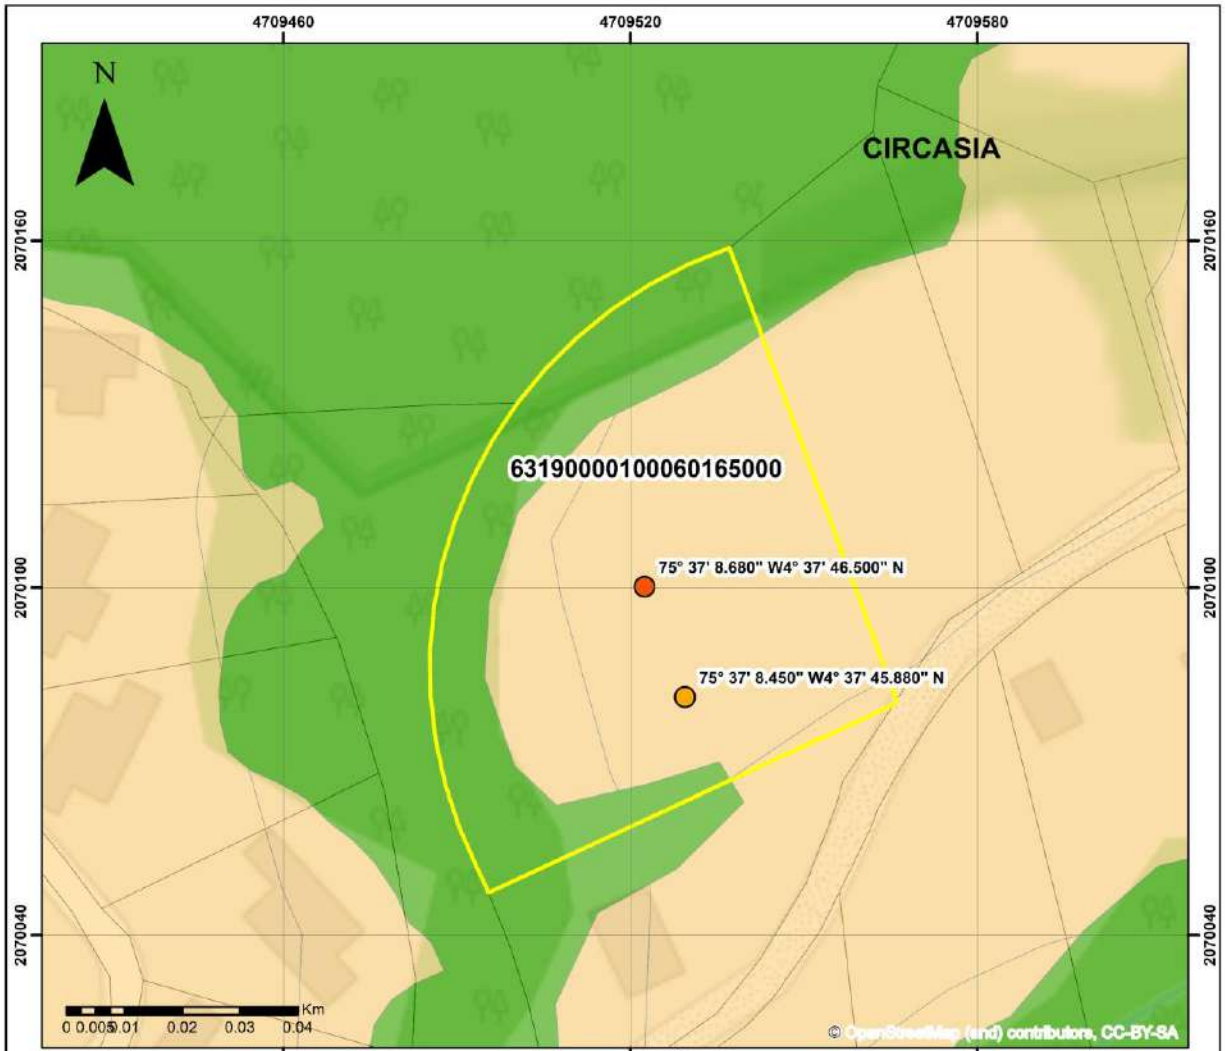 4709460 4709520 4709580
N
CIRCASIA
2070160 2070160
63190000100060165000
75° 37' 8.680" W4° 37' 46.500" N
2070100 2070100
75° 37' 8.450" W4° 37' 45.880" N
2070040 2070040
Km
0 0.005 0.01 0.02 0.03 0.04
© OpenStreetMap (and) contributors, CC-BY-SA